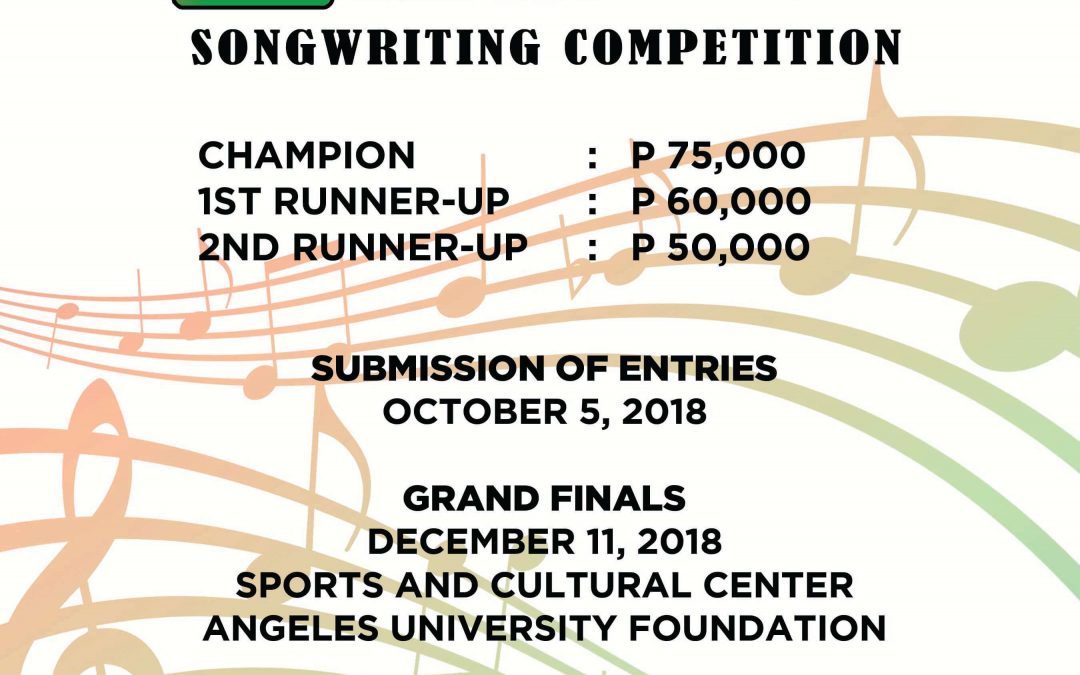 SONGWRITING COMPETITION
CHAMPION : P 75,000
1ST RUNNER-UP : P 60,000
2ND RUNNER-UP : P 50,000
SUBMISSION OF ENTRIES
OCTOBER 5, 2018
GRAND FINALS
DECEMBER 11, 2018
SPORTS AND CULTURAL CENTER
ANGELES UNIVERSITY FOUNDATION